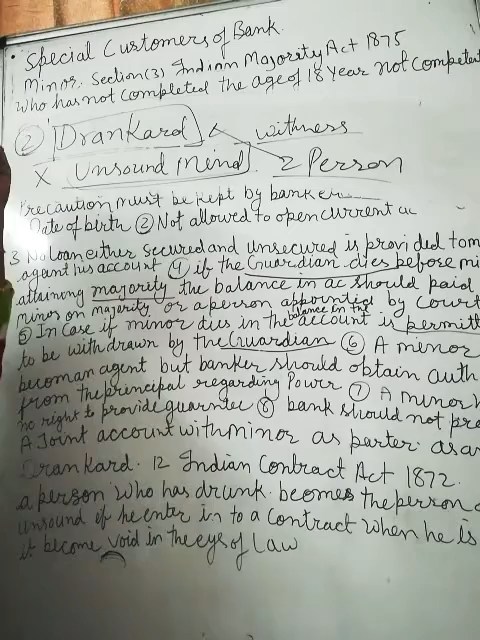 • Special Customers of Bank.
Minor. Section(3) Indian Majority Act 1875
Who has not completed the age of 18 Year not Competent
② Drankard & withness
X Unsound Mind. 2 Person
Precaution must be kept by banker
Date of birth ② Not allowed to open current ac
3 No loan either secured and unsecured is provided to
against his account ④ if the Guardian dies before
attaining majority the balance in ac should paid
minor on majority or a person appointed by Court
balance in the
⑤ In Case if minor dies in the account is permitt
to be withdrawn by the Guardian ⑥ A minor
becoman agent but banker should obtain auth
from the principal regarding Power ⑦ A minor
no right to provide guarntee ⑧ bank should not
A Joint account with minor as parter. as a
Drankard. 12 Indian Contract Act 1872.
a person who has drunk becomes the person
unsound if he enter in to a Contract when he is
it become void in the eyes of Law